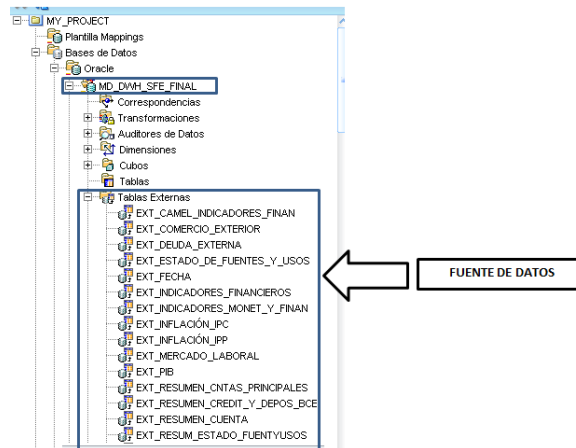 MY_PROJECT
Plantilla Mappings
Bases de Datos
Oracle
MD_DWH_SFE_FINAL
Correspondencias
Transformaciones
Auditores de Datos
Dimensiones
Cubos
Tablas
Tablas Externas
EXT_CAMEL_INDICADORES_FINAN
EXT_COMERCIO_EXTERIOR
EXT_DEUDA_EXTERNA
EXT_ESTADO_DE_FUENTES_Y_USOS
EXT_FECHA
FUENTE DE DATOS
EXT_INDICADORES_FINANCIEROS
EXT_INDICADORES_MONET_Y_FINAN
EXT_INFLACIÓN_IPC
EXT_INFLACIÓN_IPP
EXT_MERCADO_LABORAL
EXT_PIB
EXT_RESUMEN_CNTAS_PRINCIPALES
EXT_RESUMEN_CREDIT_Y_DEPOS_BCE
EXT_RESUMEN_CUENTA
EXT_RESUM_ESTADO_FUENTYUSOS